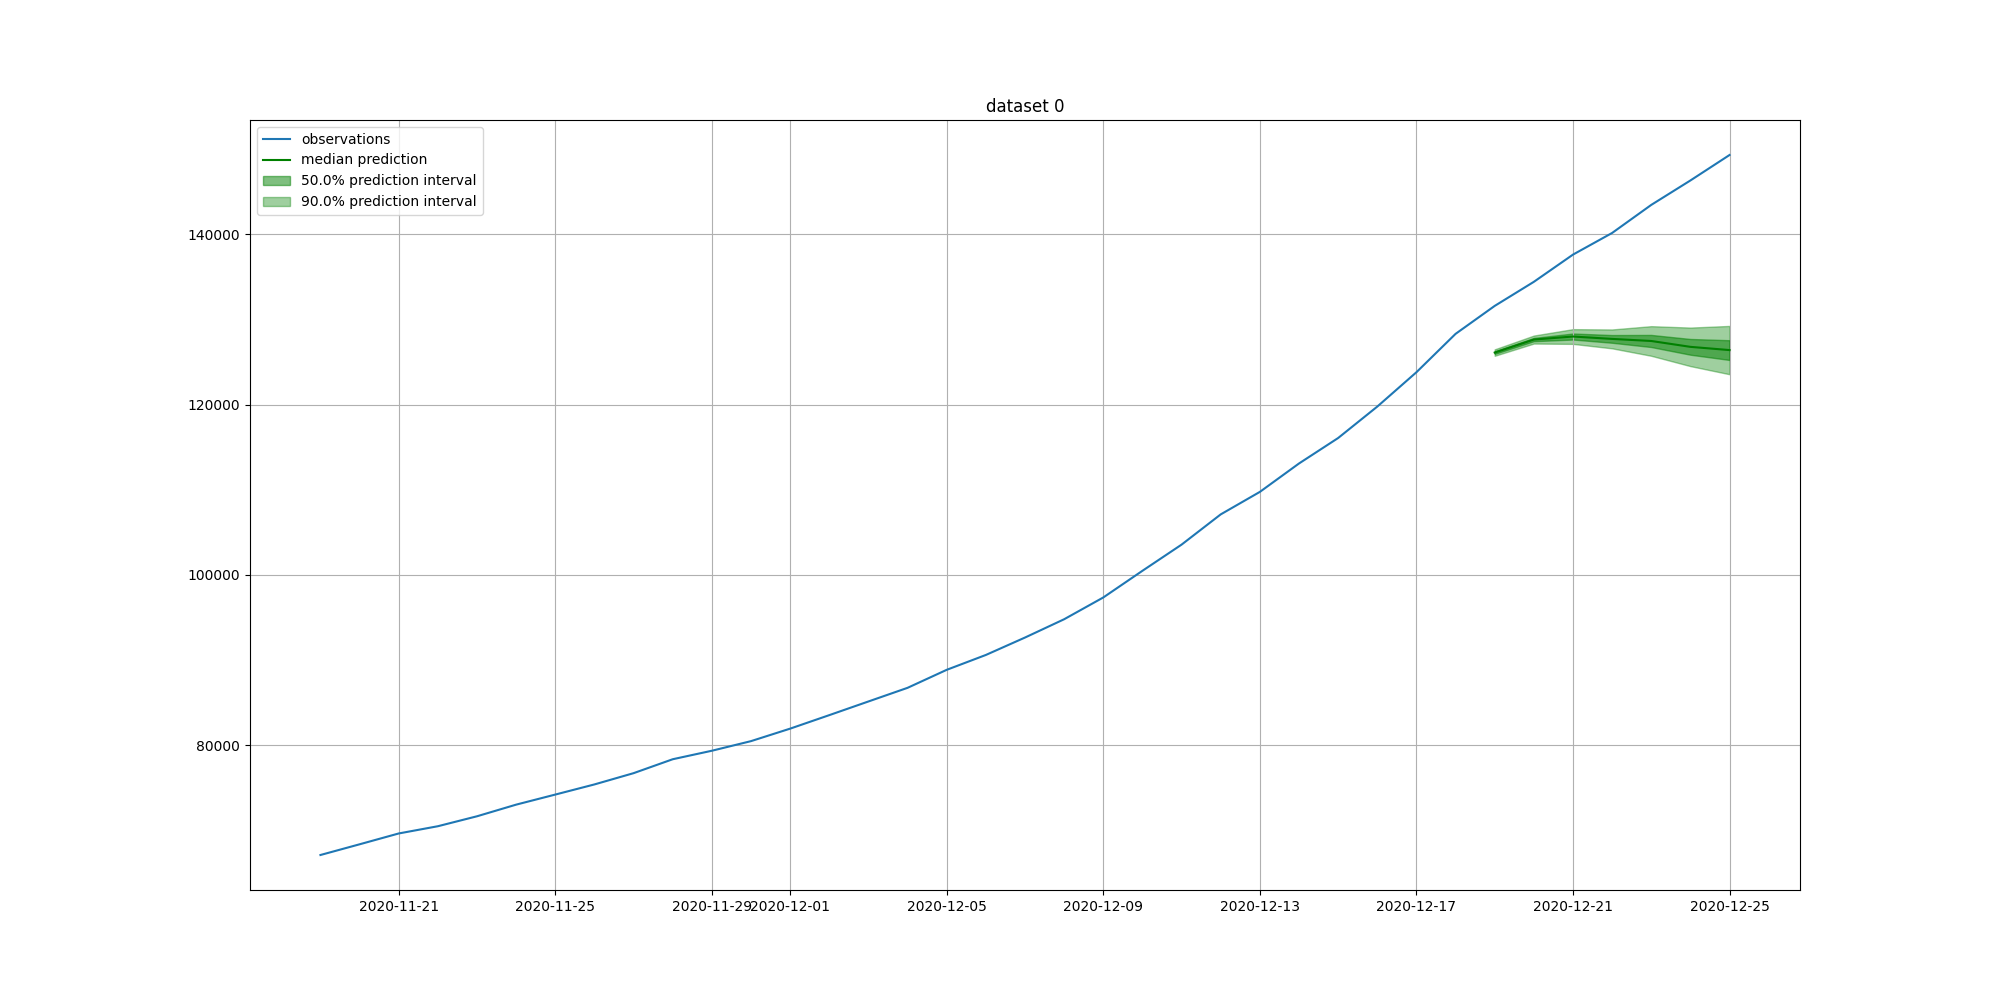 dataset 0
observations
median prediction
50.0% prediction interval
90.0% prediction interval
140000
120000
100000
80000
2020-11-21 2020-11-25 2020-11-29 2020-12-01 2020-12-05 2020-12-09 2020-12-13 2020-12-17 2020-12-21 2020-12-25